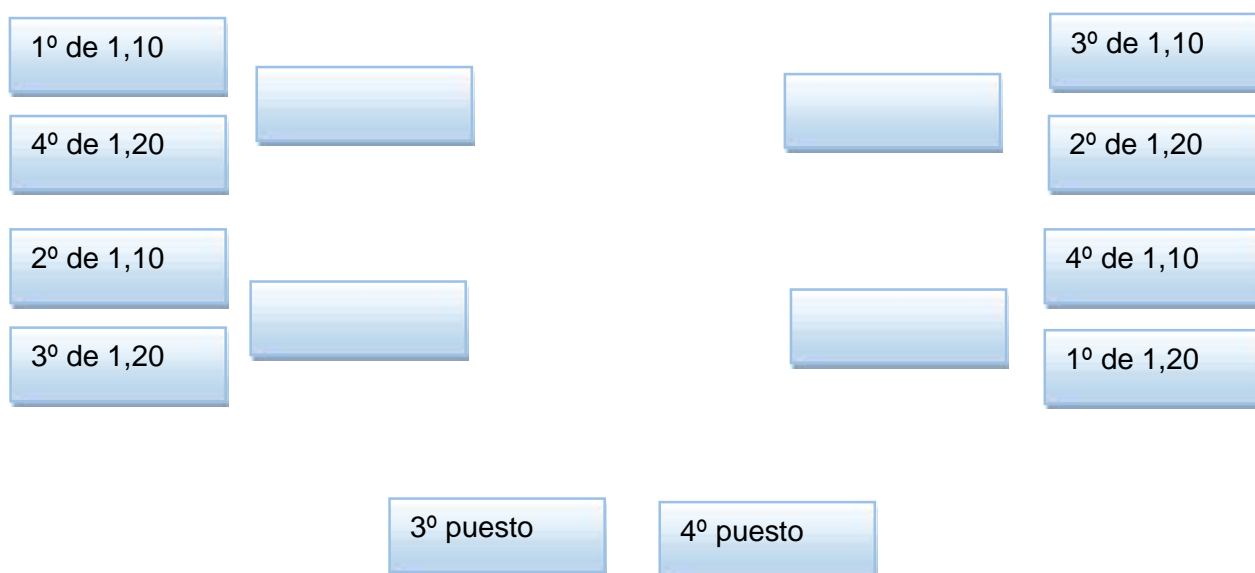 1º de 1,10
4º de 1,20
2º de 1,10
3º de 1,20
3º de 1,10
2º de 1,20
4º de 1,10
1º de 1,20
3º puesto
4º puesto